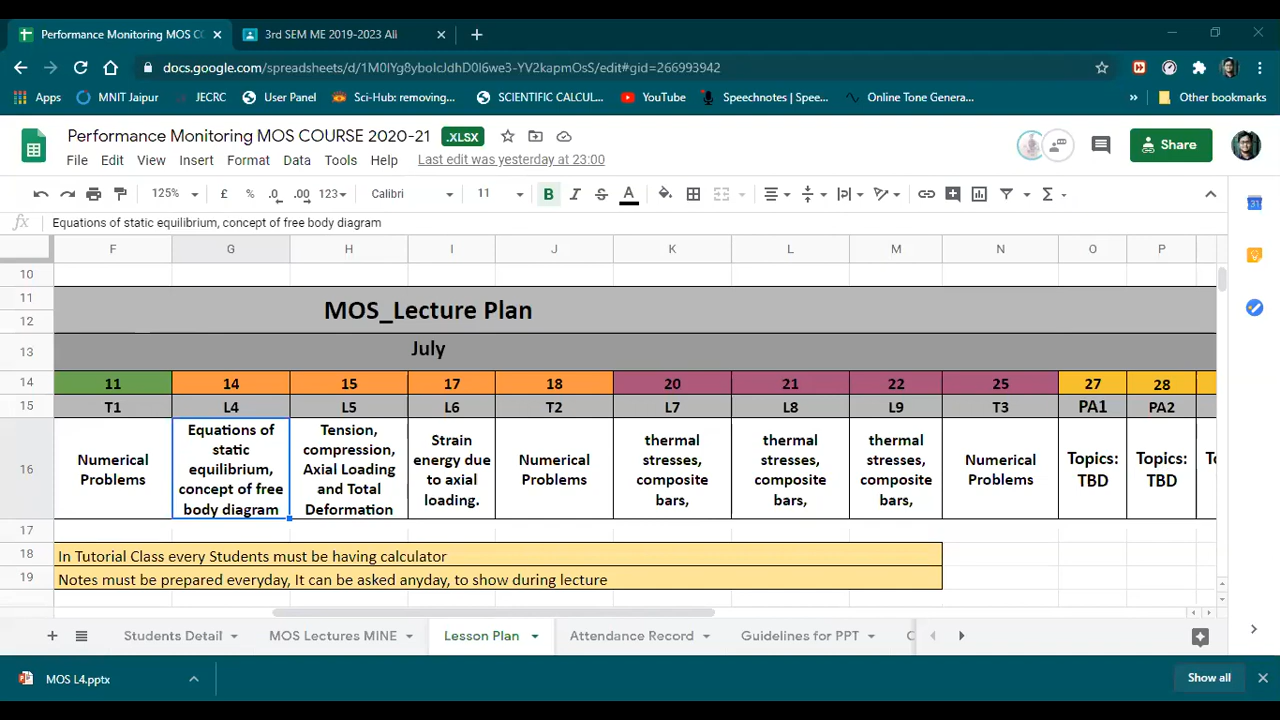 Performance Monitoring MOS CO
3rd SEM ME 2019-2023 Ali
docs.google.com/spreadsheets/d/1M0lYg8yboIcJdhD0l6we3-YV2kapmOsS/edit#gid=266993942
Apps MNIT Jaipur JECRC User Panel Sci-Hub: removing... SCIENTIFIC CALCUL... YouTube Speechnotes | Spee... Online Tone Genera... » Other bookmarks
Performance Monitoring MOS COURSE 2020-21 .XLSX
Share
File Edit View Insert Format Data Tools Help Last edit was yesterday at 23:00
125% £ % .0 .00 123 Calibri 11 B I S A Σ
fx Equations of static equilibrium, concept of free body diagram
F G H I J K L M N O P
10
11
12
MOS_Lecture Plan
13 July
14 11 14 15 17 18 20 21 22 25 27 28
15 T1 L4 L5 L6 T2 L7 L8 L9 T3 PA1 PA2
16
Numerical Problems
Equations of static equilibrium, concept of free body diagram
Tension, compression, Axial Loading and Total Deformation
Strain energy due to axial loading.
Numerical Problems
thermal stresses, composite bars,
thermal stresses, composite bars,
thermal stresses, composite bars,
Numerical Problems
Topics: TBD
Topics: TBD
17
18 In Tutorial Class every Students must be having calculator
19 Notes must be prepared everyday, It can be asked anyday, to show during lecture
Students Detail MOS Lectures MINE Lesson Plan Attendance Record Guidelines for PPT
MOS L4.pptx
Show all